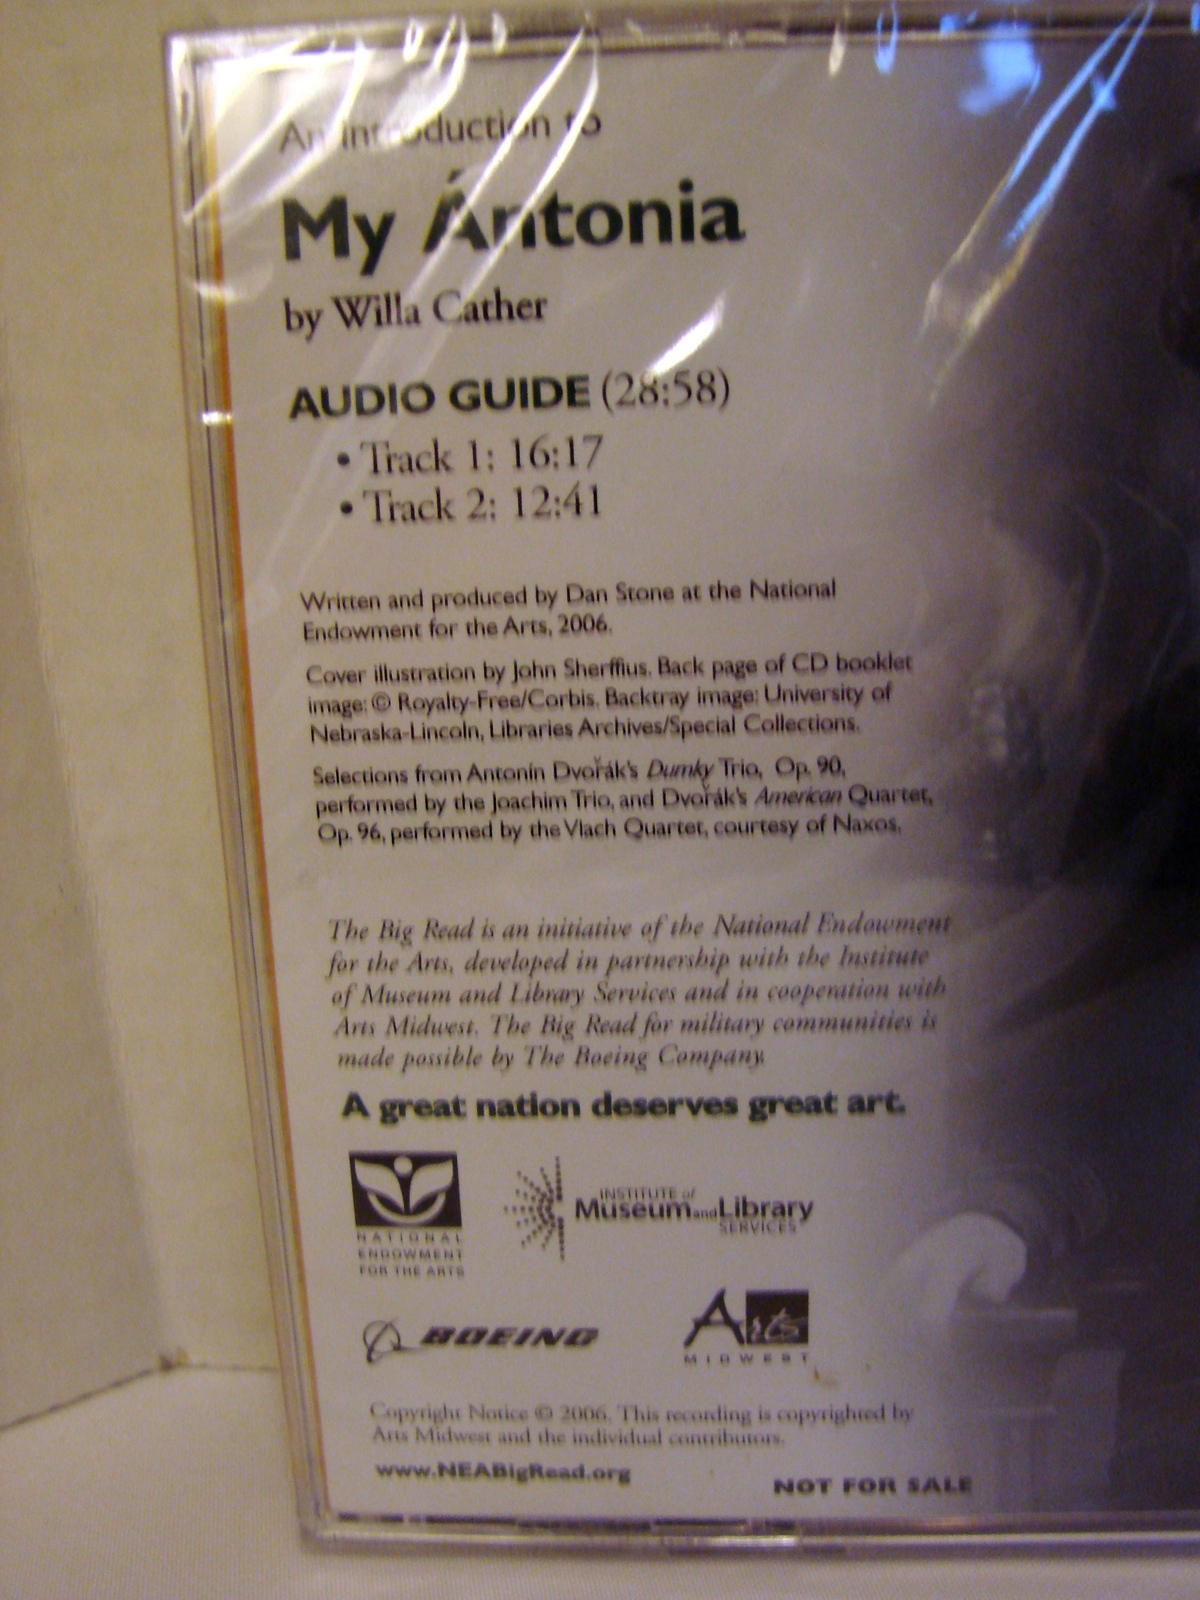 An introduction to
My Ántonia
by Willa Cather
AUDIO GUIDE (28:58)
• Track 1: 16:17
• Track 2: 12:41
Written and produced by Dan Stone at the National
Endowment for the Arts, 2006.
Cover illustration by John Sherffius. Back page of CD booklet
image: © Royalty-Free/Corbis. Backtray image: University of
Nebraska-Lincoln, Libraries Archives/Special Collections.
Selections from Antonín Dvořák's Dumky Trio, Op. 90,
performed by the Joachim Trio, and Dvořák's American Quartet,
Op. 96, performed by the Vlach Quartet, courtesy of Naxos.
The Big Read is an initiative of the National Endowment
for the Arts, developed in partnership with the Institute
of Museum and Library Services and in cooperation with
Arts Midwest. The Big Read for military communities is
made possible by The Boeing Company.
A great nation deserves great art.
NATIONAL
ENDOWMENT
FOR THE ARTS
INSTITUTE of
Museum and Library
SERVICES
BOEING
Arts
MIDWEST
Copyright Notice © 2006. This recording is copyrighted by
Arts Midwest and the individual contributors.
www.NEABigRead.org
NOT FOR SALE